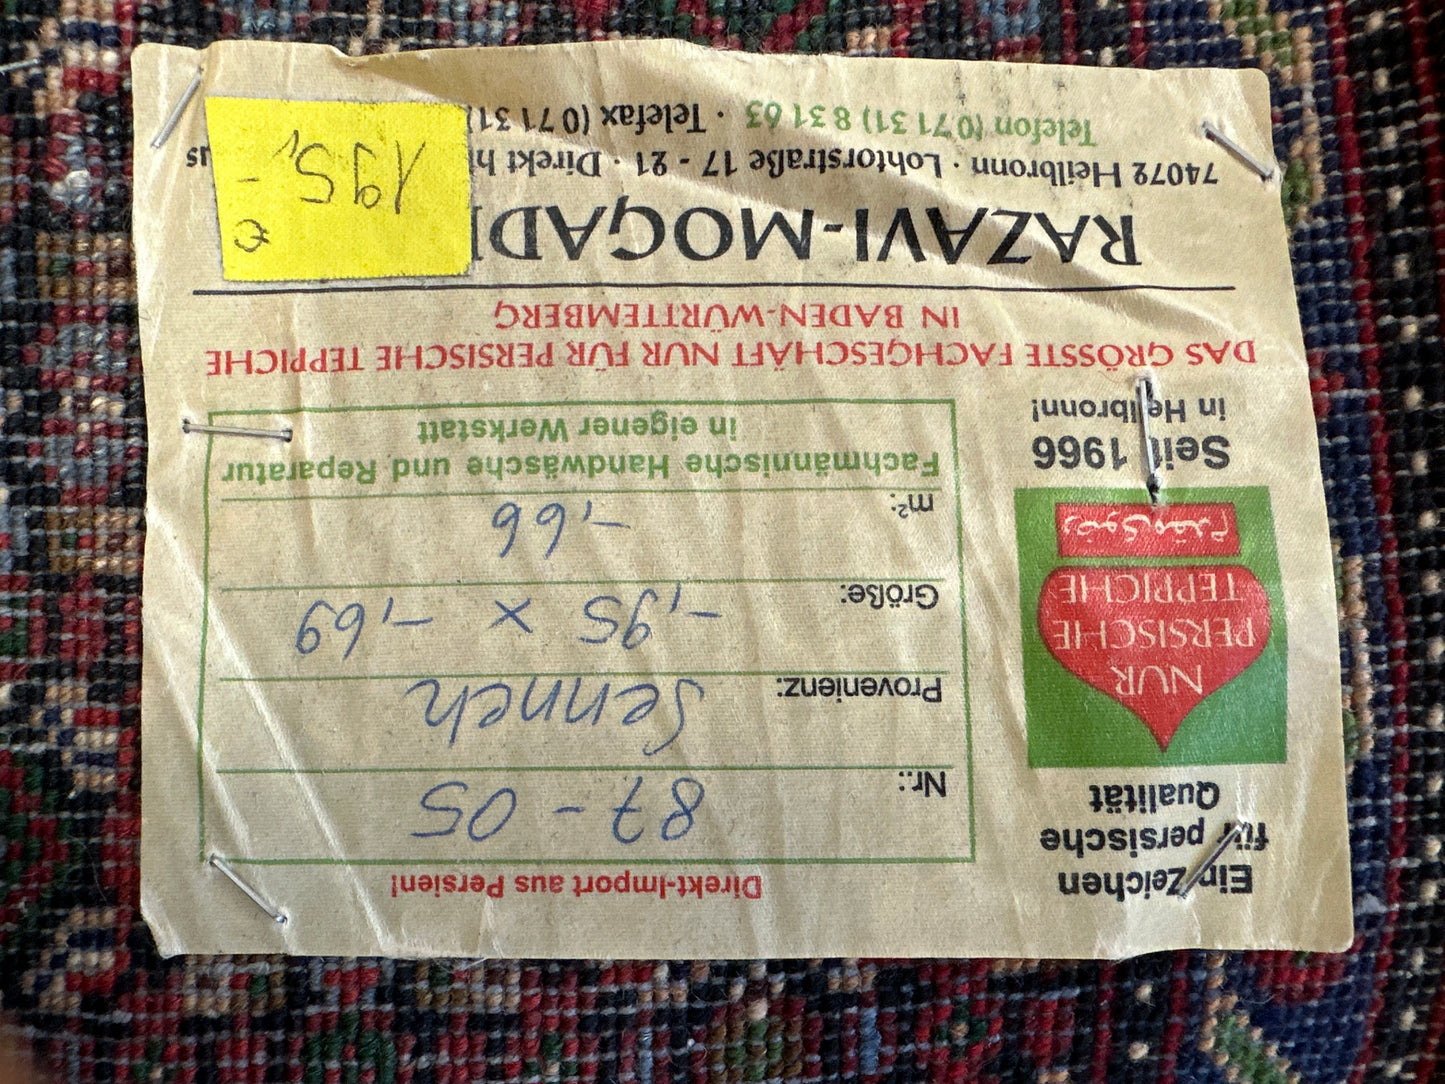 Direkt-Import aus Persien!
Ein Zeichen
für persische
Qualität
NUR
PERSISCHE
TEPPICHE
رضوی مقدم
Seit 1966
in Heilbronn!
Nr.: 87-05
Provenienz: Senneh
Größe: -,95 x -,69
m²: -,66
Fachmännische Handwäsche und Reparatur
in eigener Werkstatt
DAS GRÖSSTE FACHGESCHÄFT NUR FÜR PERSISCHE TEPPICHE
IN BADEN-WÜRTTEMBERG
RAZAVI-MOGAD
74072 Heilbronn · Lohtorstraße 17 - 21 · Direkt h
Telefon (0 71 31) 8 31 63 · Telefax (0 71 31)
€
195,-